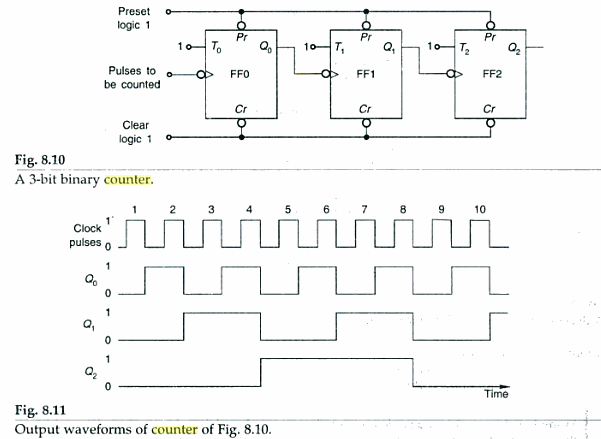 Preset
logic 1
Pr Pr Pr
1 T0 Q0 1 T1 Q1 1 T2 Q2
Pulses to
be counted
FF0 FF1 FF2
Cr Cr Cr
Clear
logic 1
Fig. 8.10
A 3-bit binary counter.
1 2 3 4 5 6 7 8 9 10
Clock
pulses
1
0
Q0
1
0
Q1
1
0
Q2
1
0
Time
Fig. 8.11
Output waveforms of counter of Fig. 8.10.